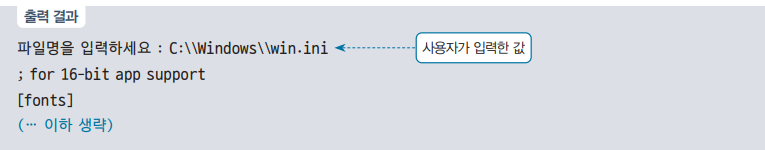 출력 결과
파일명을 입력하세요 : C:\\Windows\\win.ini
사용자가 입력한 값
; for 16-bit app support
[fonts]
(… 이하 생략)